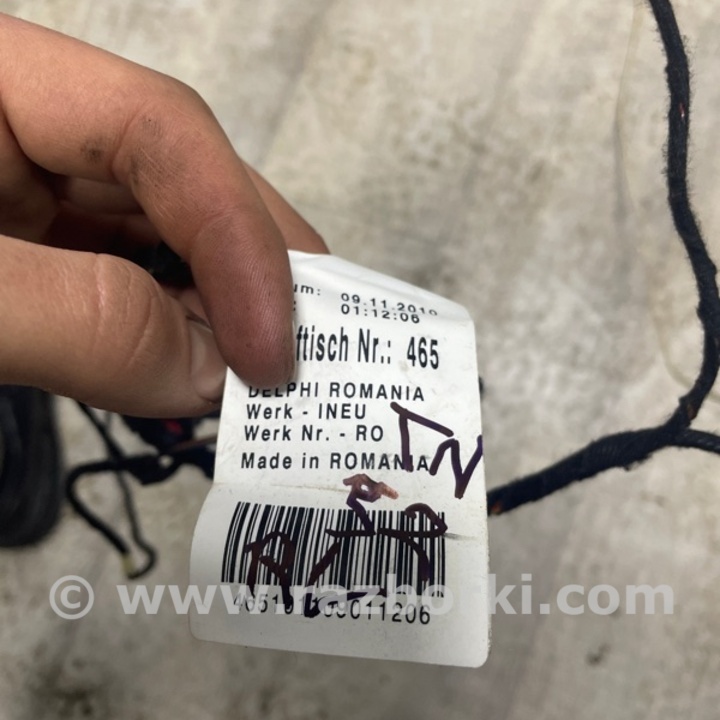 um: 09.11.2010
: 01:12:06
ftisch Nr.: 465
DELPHI ROMANIA
Werk - INEU
Werk Nr. - RO
Made in ROMANIA
© www.razborki.com